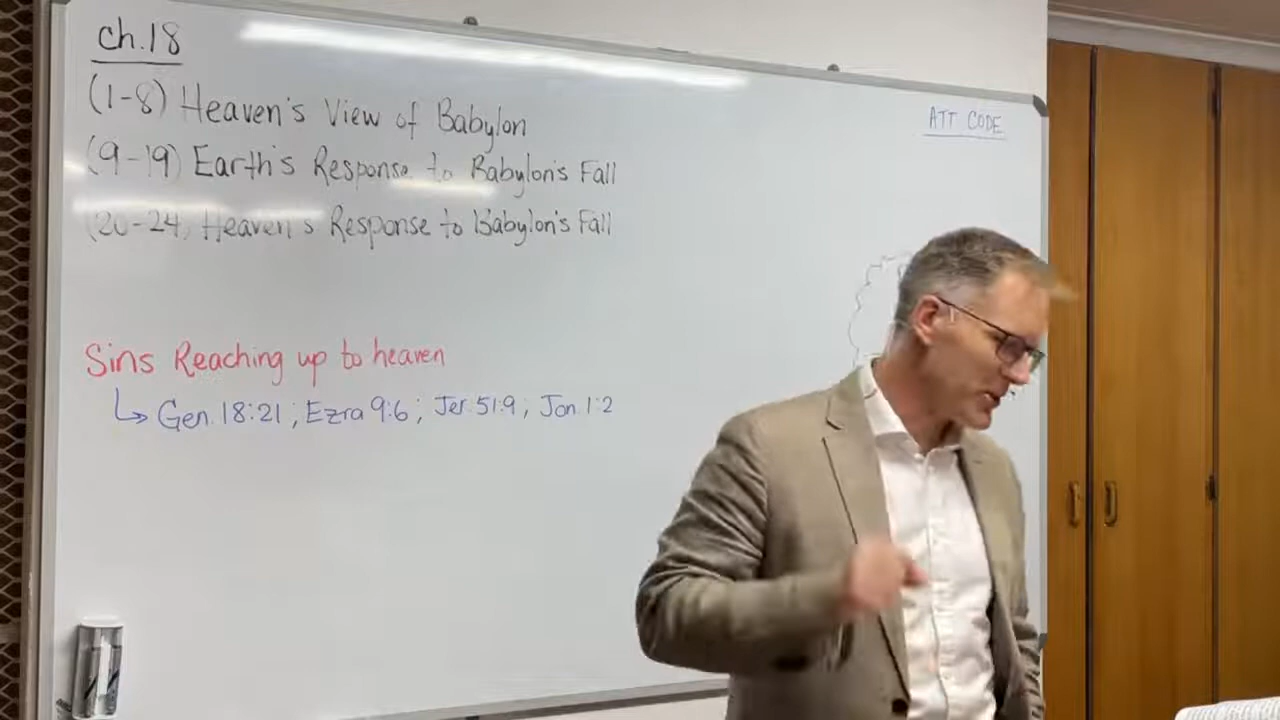 ch.18
(1-8) Heaven's View of Babylon
(9-19) Earth's Response to Babylon's Fall
(20-24) Heaven's Response to Babylon's Fall
ATT CODE
Sins Reaching up to heaven
↳ Gen. 18:21; Ezra 9:6; Jer. 51:9; Jon. 1:2